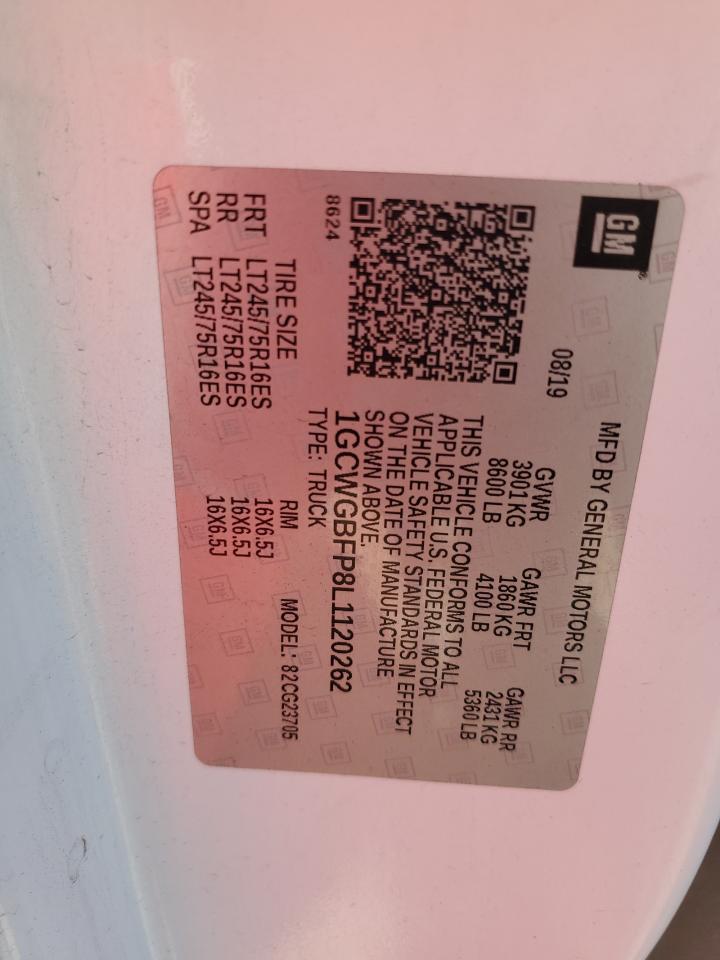 GM
MFD BY GENERAL MOTORS LLC
08/19
GVWR GAWR FRT GAWR RR
3901 KG 1860 KG 2431 KG
8600 LB 4100 LB 5360 LB
THIS VEHICLE CONFORMS TO ALL
APPLICABLE U.S. FEDERAL MOTOR
VEHICLE SAFETY STANDARDS IN EFFECT
ON THE DATE OF MANUFACTURE
SHOWN ABOVE.
1GCWGBFP8L1120262
TYPE: TRUCK
8624
TIRE SIZE RIM MODEL: 82CG23705
FRT LT245/75R16ES 16X6.5J
RR LT245/75R16ES 16X6.5J
SPA LT245/75R16ES 16X6.5J